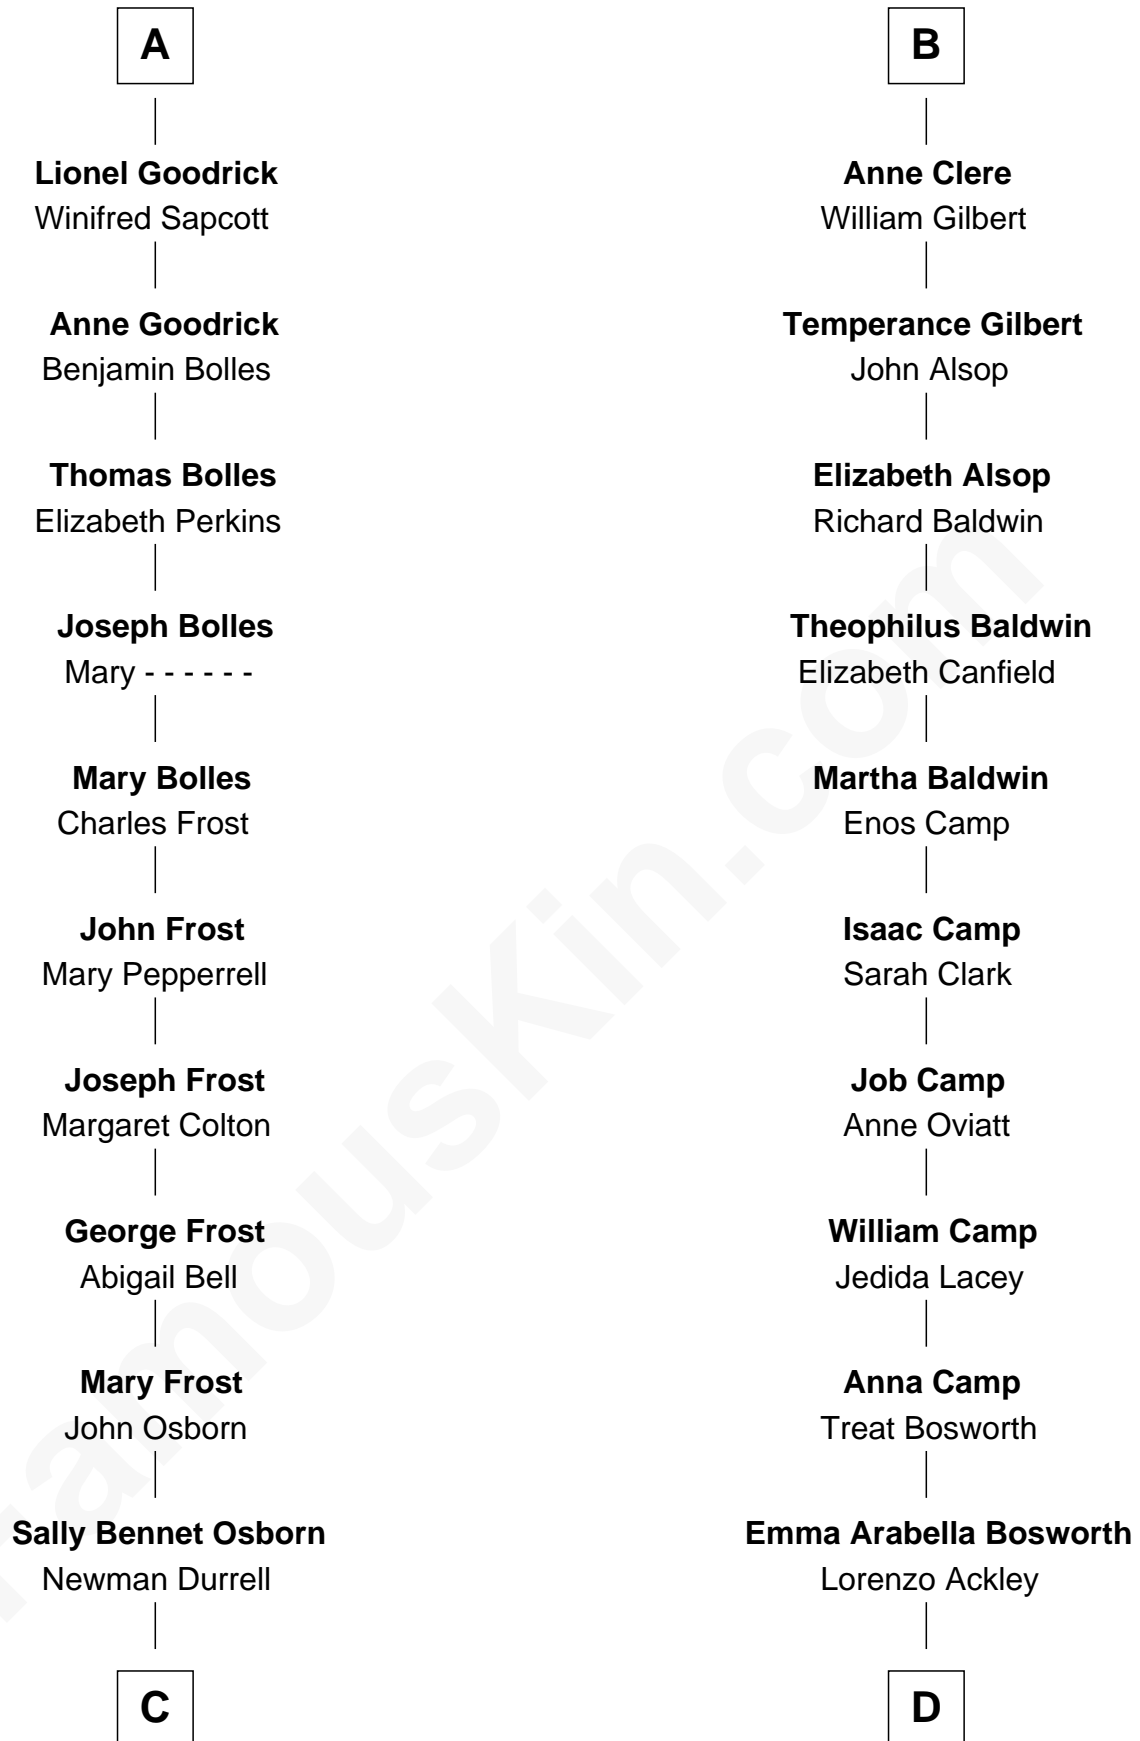 A
Lionel Goodrick
Winifred Sapcott
Anne Goodrick
Benjamin Bolles
Thomas Bolles
Elizabeth Perkins
Joseph Bolles
Mary - - - - - -
Mary Bolles
Charles Frost
John Frost
Mary Pepperrell
Joseph Frost
Margaret Colton
George Frost
Abigail Bell
Mary Frost
John Osborn
Sally Bennet Osborn
Newman Durrell
C
B
Anne Clere
William Gilbert
Temperance Gilbert
John Alsop
Elizabeth Alsop
Richard Baldwin
Theophilus Baldwin
Elizabeth Canfield
Martha Baldwin
Enos Camp
Isaac Camp
Sarah Clark
Job Camp
Anne Oviatt
William Camp
Jedida Lacey
Anna Camp
Treat Bosworth
Emma Arabella Bosworth
Lorenzo Ackley
D
FamousKin.com